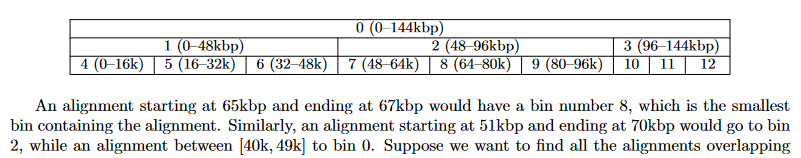 0 (0–144kbp)
1 (0–48kbp) 2 (48–96kbp) 3 (96–144kbp)
4 (0–16k) 5 (16–32k) 6 (32–48k) 7 (48–64k) 8 (64–80k) 9 (80–96k) 10 11 12
An alignment starting at 65kbp and ending at 67kbp would have a bin number 8, which is the smallest
bin containing the alignment. Similarly, an alignment starting at 51kbp and ending at 70kbp would go to bin
2, while an alignment between [40k, 49k] to bin 0. Suppose we want to find all the alignments overlapping